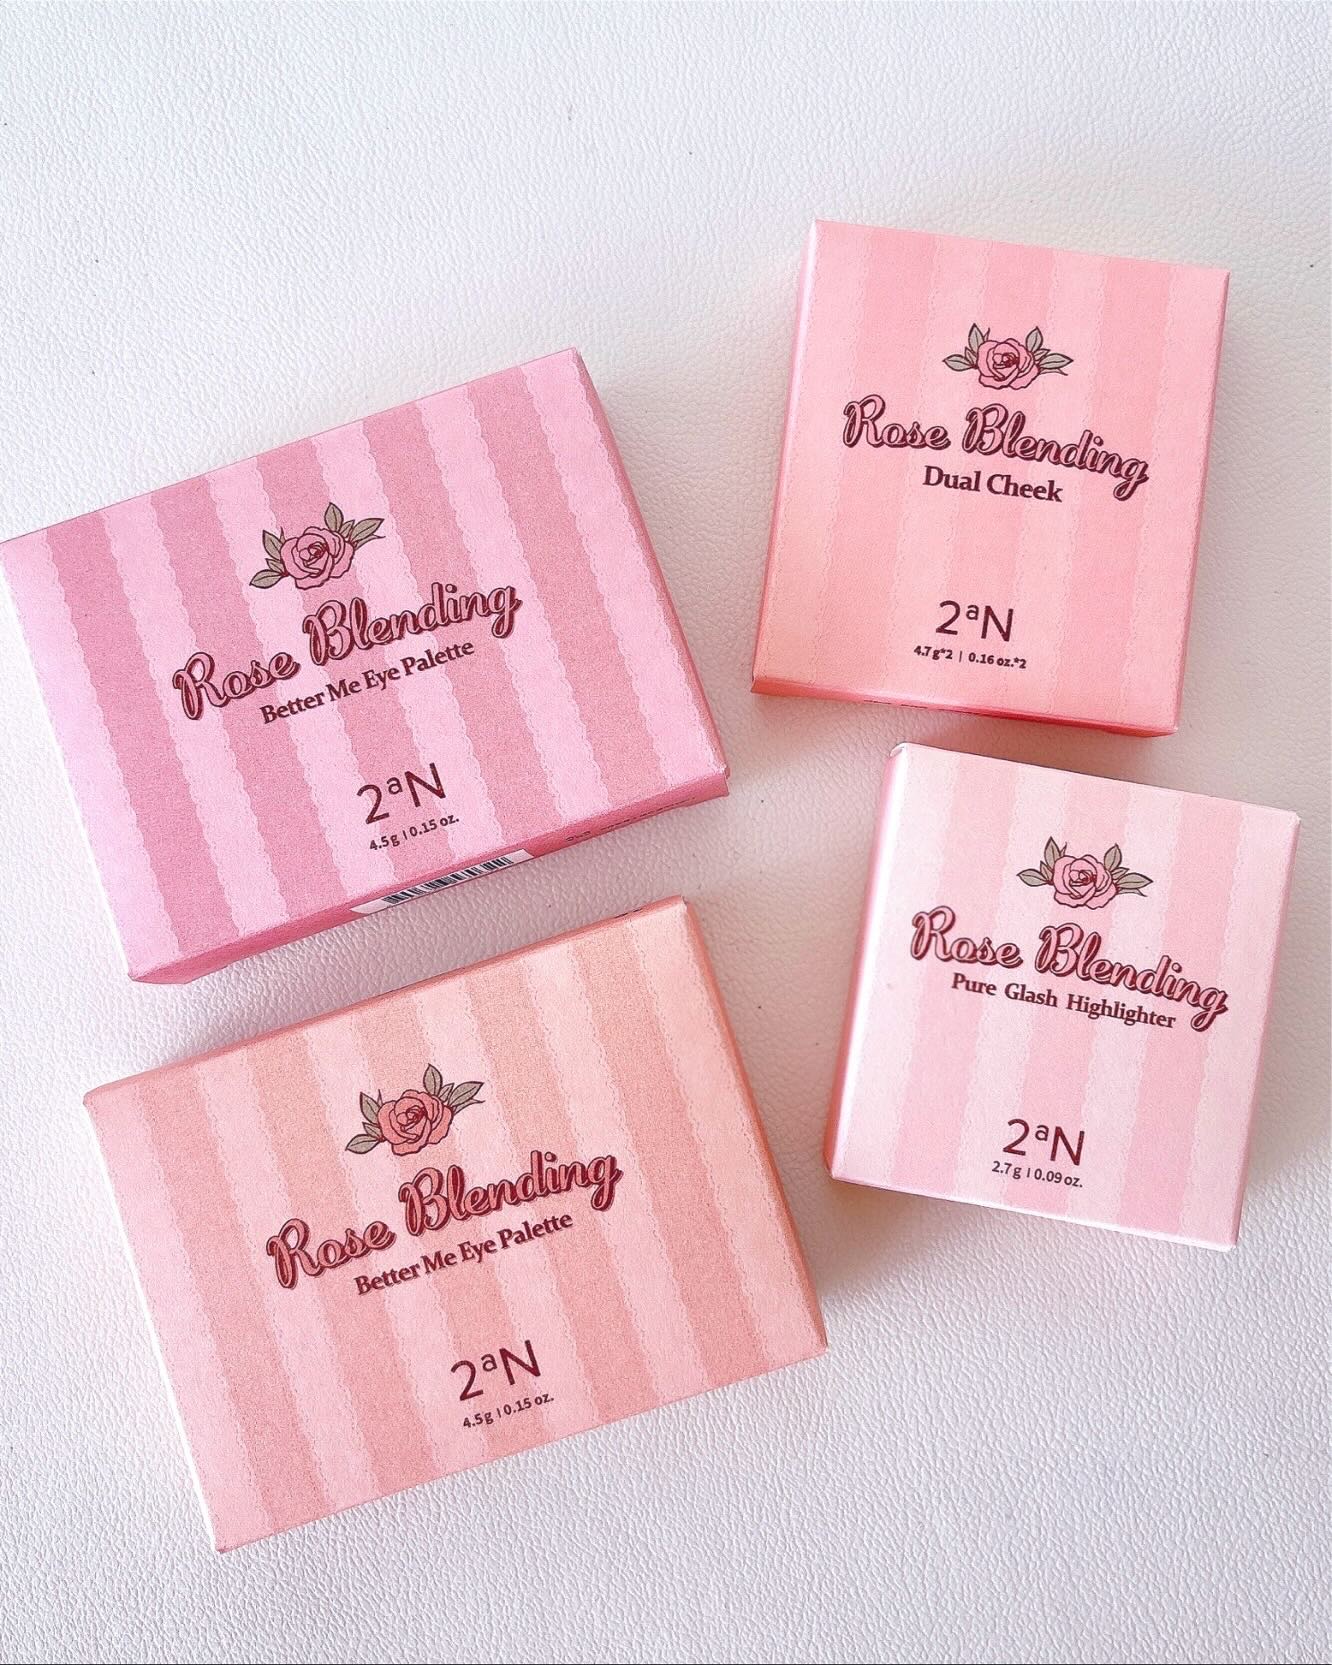 Rose Blending
Better Me Eye Palette
2aN
4.5g | 0.15 oz.
Rose Blending
Dual Cheek
2aN
4.7g*2 | 0.16 oz.*2
Rose Blending
Better Me Eye Palette
2aN
4.5g | 0.15 oz.
Rose Blending
Pure Glash Highlighter
2aN
2.7g | 0.09 oz.